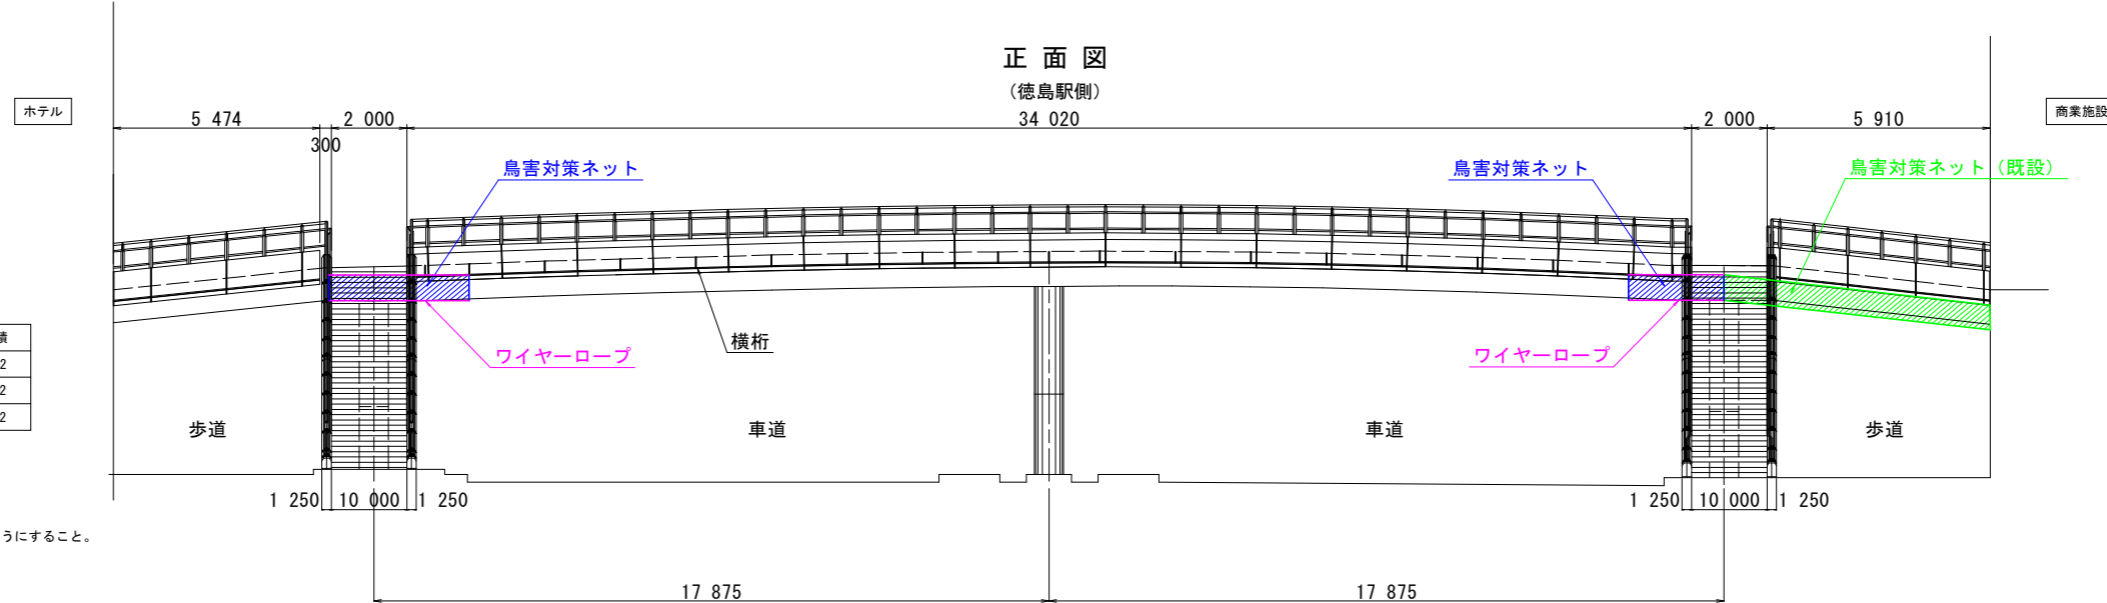 正面図
(徳島駅側)
ホテル
商業施設
5 474
300
2 000
34 020
2 000
5 910
鳥害対策ネット
鳥害対策ネット
鳥害対策ネット(既設)
横桁
ワイヤーロープ
ワイヤーロープ
積
2
2
2
歩道
車道
車道
歩道
1 250
10 000
1 250
1 250
10 000
1 250
うにすること。
17 875
17 875